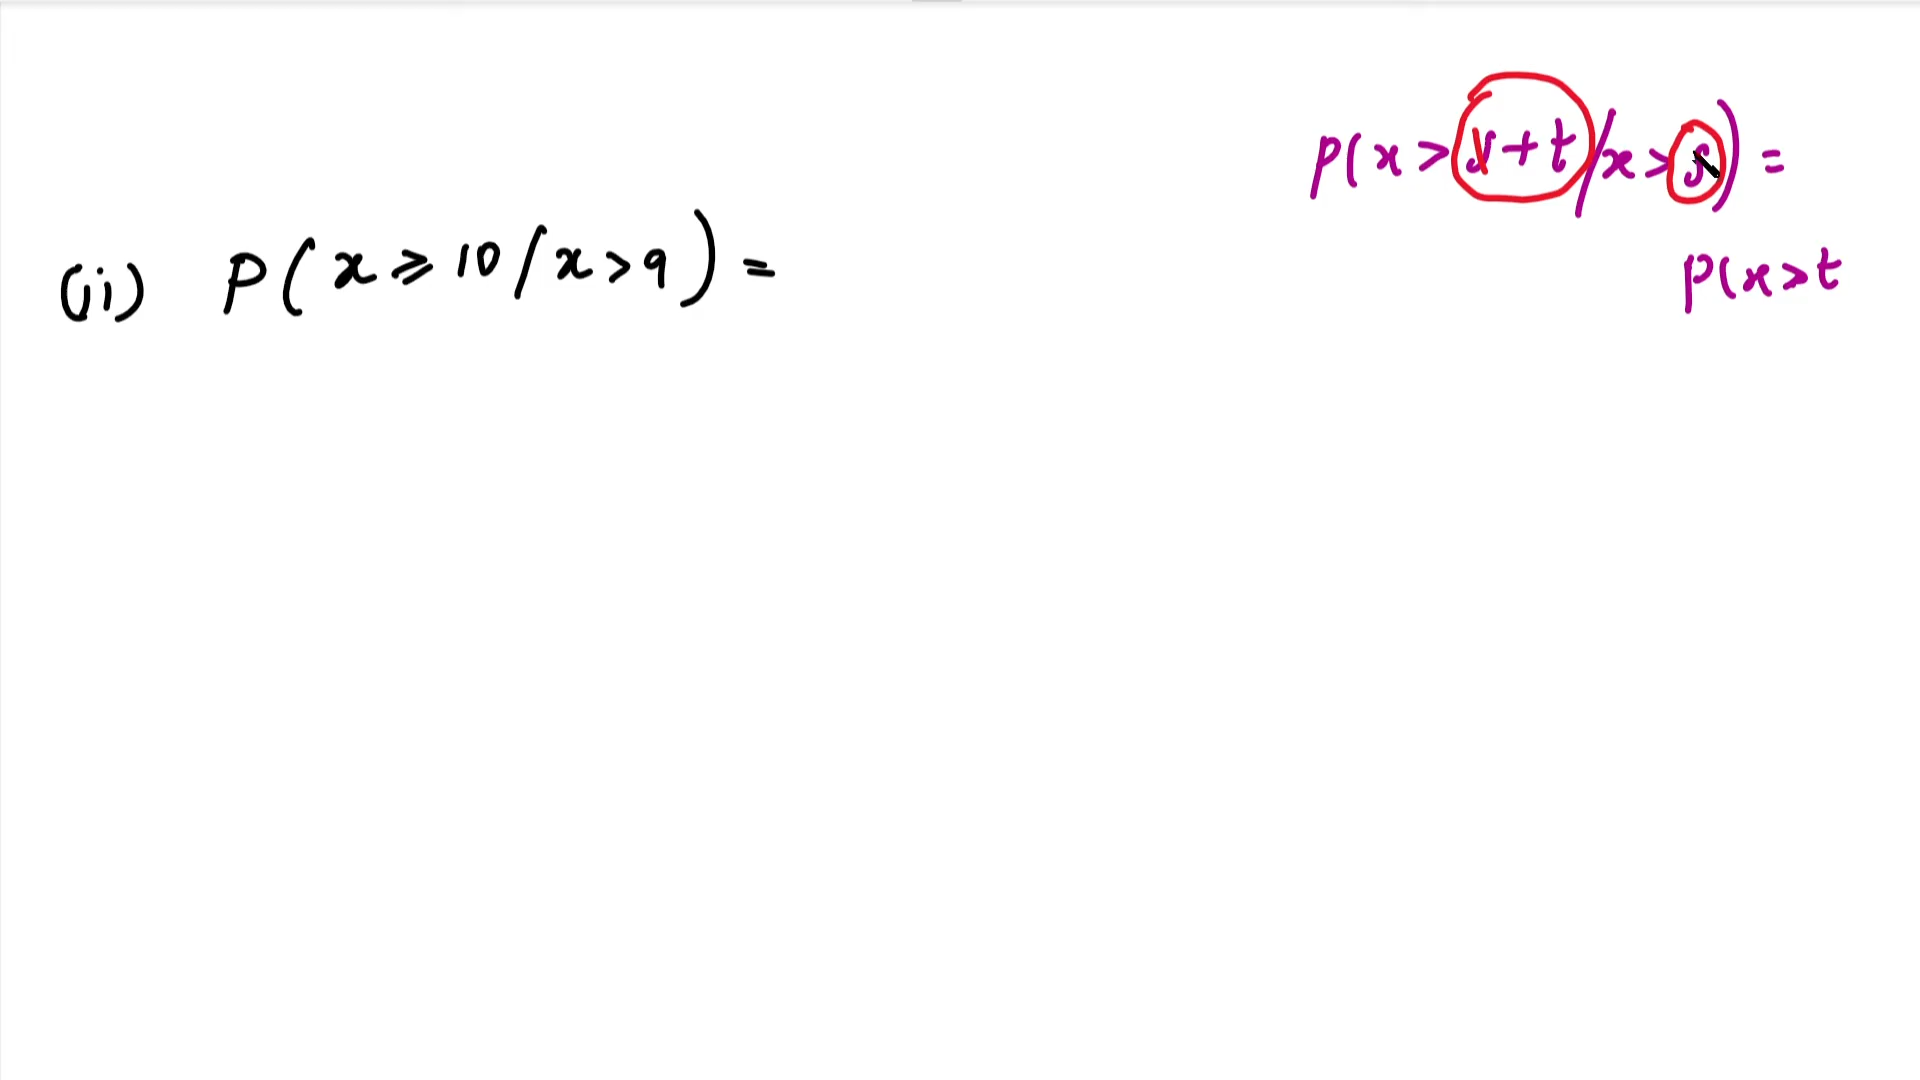 P(x>s+t/x>s) =
(ii) P(x⩾10/x>9) =
P(x>t